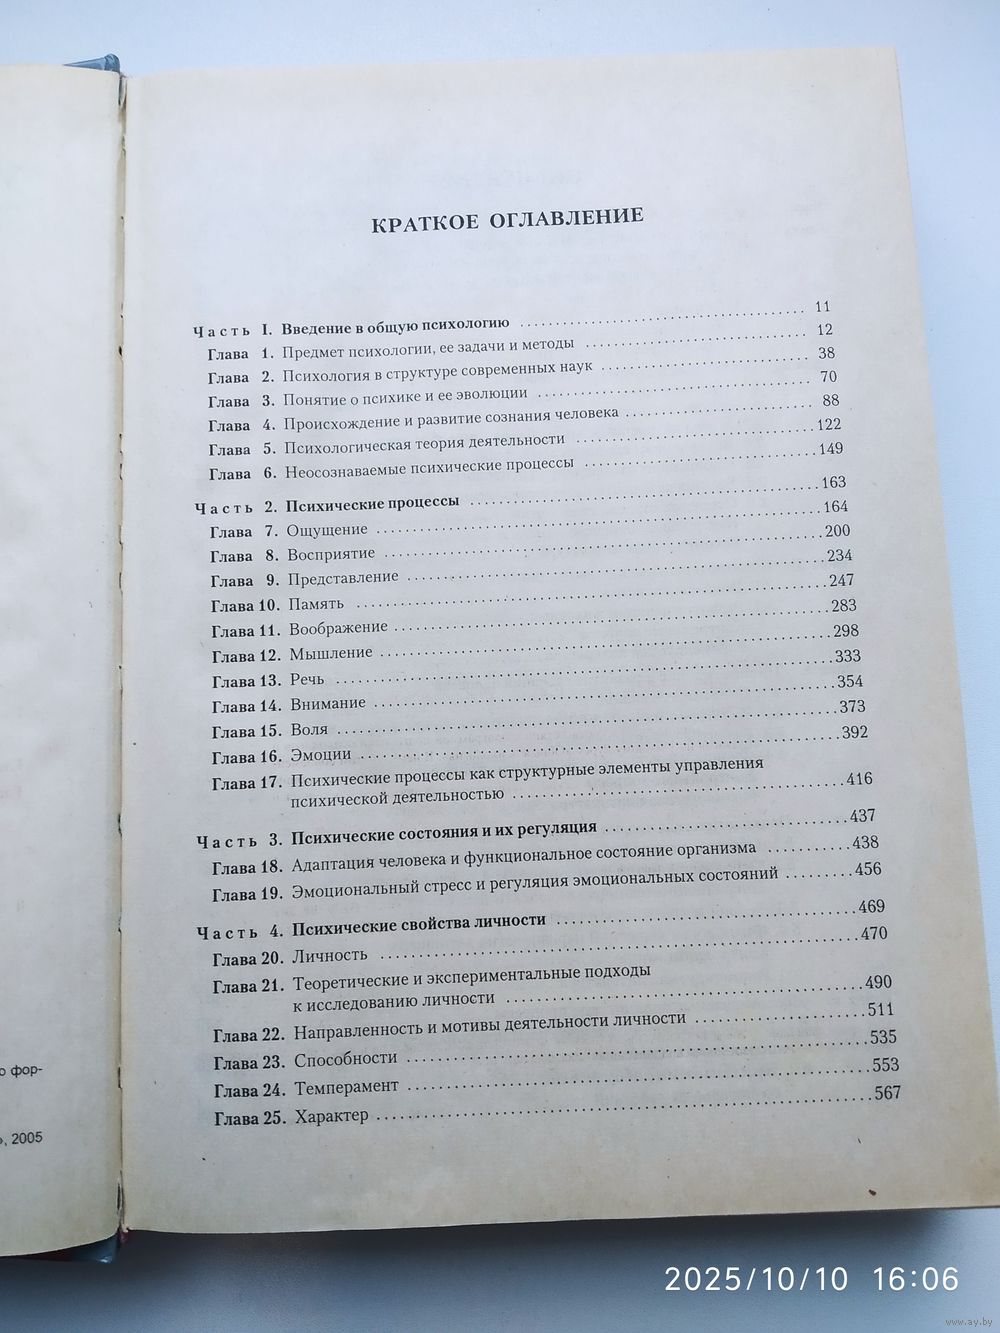 КРАТКОЕ ОГЛАВЛЕНИЕ
Часть I. Введение в общую психологию 11
Глава 1. Предмет психологии, ее задачи и методы 12
Глава 2. Психология в структуре современных наук 38
Глава 3. Понятие о психике и ее эволюции 70
Глава 4. Происхождение и развитие сознания человека 88
Глава 5. Психологическая теория деятельности 122
Глава 6. Неосознаваемые психические процессы 149
Часть 2. Психические процессы 163
Глава 7. Ощущение 164
Глава 8. Восприятие 200
Глава 9. Представление 234
Глава 10. Память 247
Глава 11. Воображение 283
Глава 12. Мышление 298
Глава 13. Речь 333
Глава 14. Внимание 354
Глава 15. Воля 373
Глава 16. Эмоции 392
Глава 17. Психические процессы как структурные элементы управления
психической деятельностью 416
Часть 3. Психические состояния и их регуляция 437
Глава 18. Адаптация человека и функциональное состояние организма 438
Глава 19. Эмоциональный стресс и регуляция эмоциональных состояний 456
Часть 4. Психические свойства личности 469
Глава 20. Личность 470
Глава 21. Теоретические и экспериментальные подходы
к исследованию личности 490
Глава 22. Направленность и мотивы деятельности личности 511
Глава 23. Способности 535
Глава 24. Темперамент 553
Глава 25. Характер 567
о фор-
, 2005
2025/10/10 16:06
www.ay.by